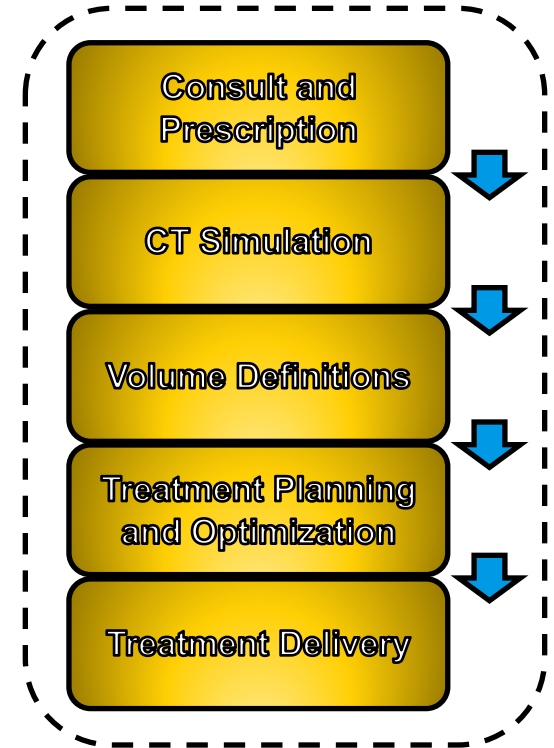 Consult and
Prescription
CT Simulation
Volume Definitions
Treatment Planning
and Optimization
Treatment Delivery